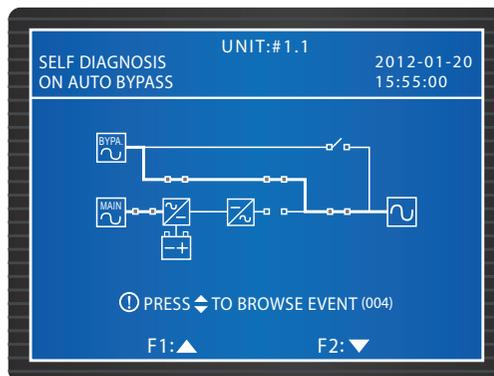 UNIT:#1.1
SELF DIAGNOSIS
2012-01-20
ON AUTO BYPASS
15:55:00
BYPA.
MAIN
PRESS TO BROWSE EVENT (004)
F1:
F2: